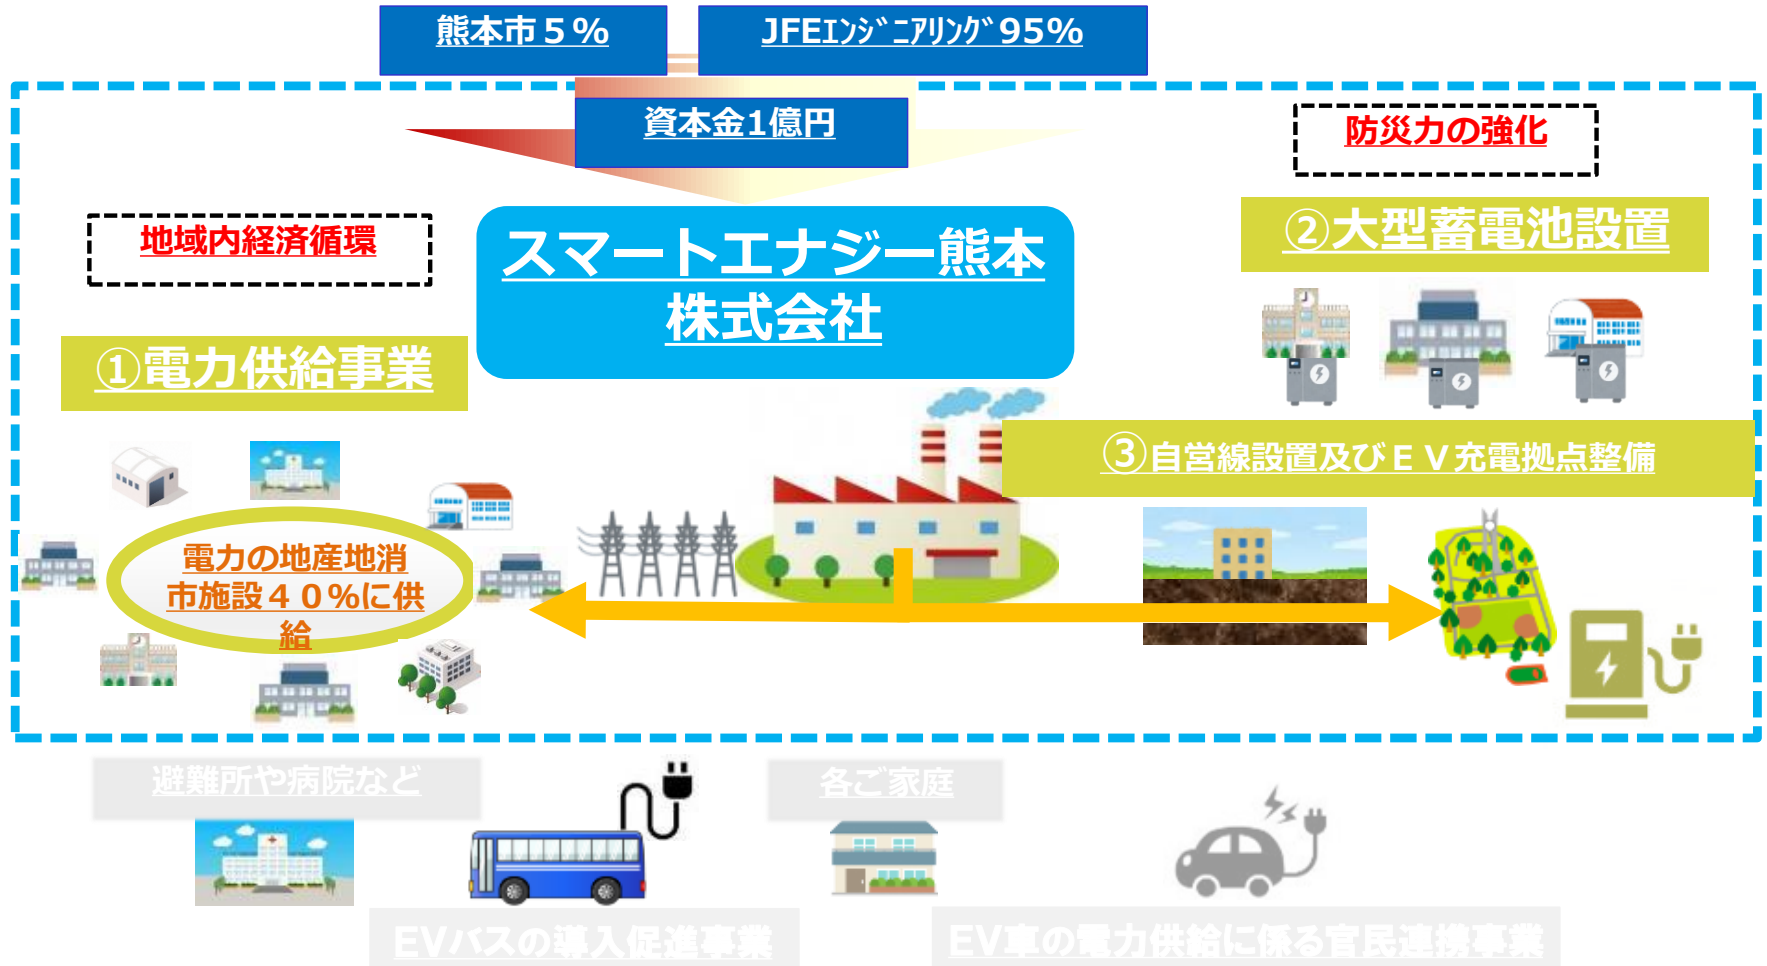 熊本市５%
JFEｴﾝｼﾞﾆｱﾘﾝｸﾞ95%
資本金1億円
防災力の強化
地域内経済循環
スマートエナジー熊本
株式会社
②大型蓄電池設置
①電力供給事業
③自営線設置及びＥＶ充電拠点整備
電力の地産地消
市施設４０%に供
給
避難所や病院など
各ご家庭
EVバスの導入促進事業
EV車の電力供給に係る官民連携事業